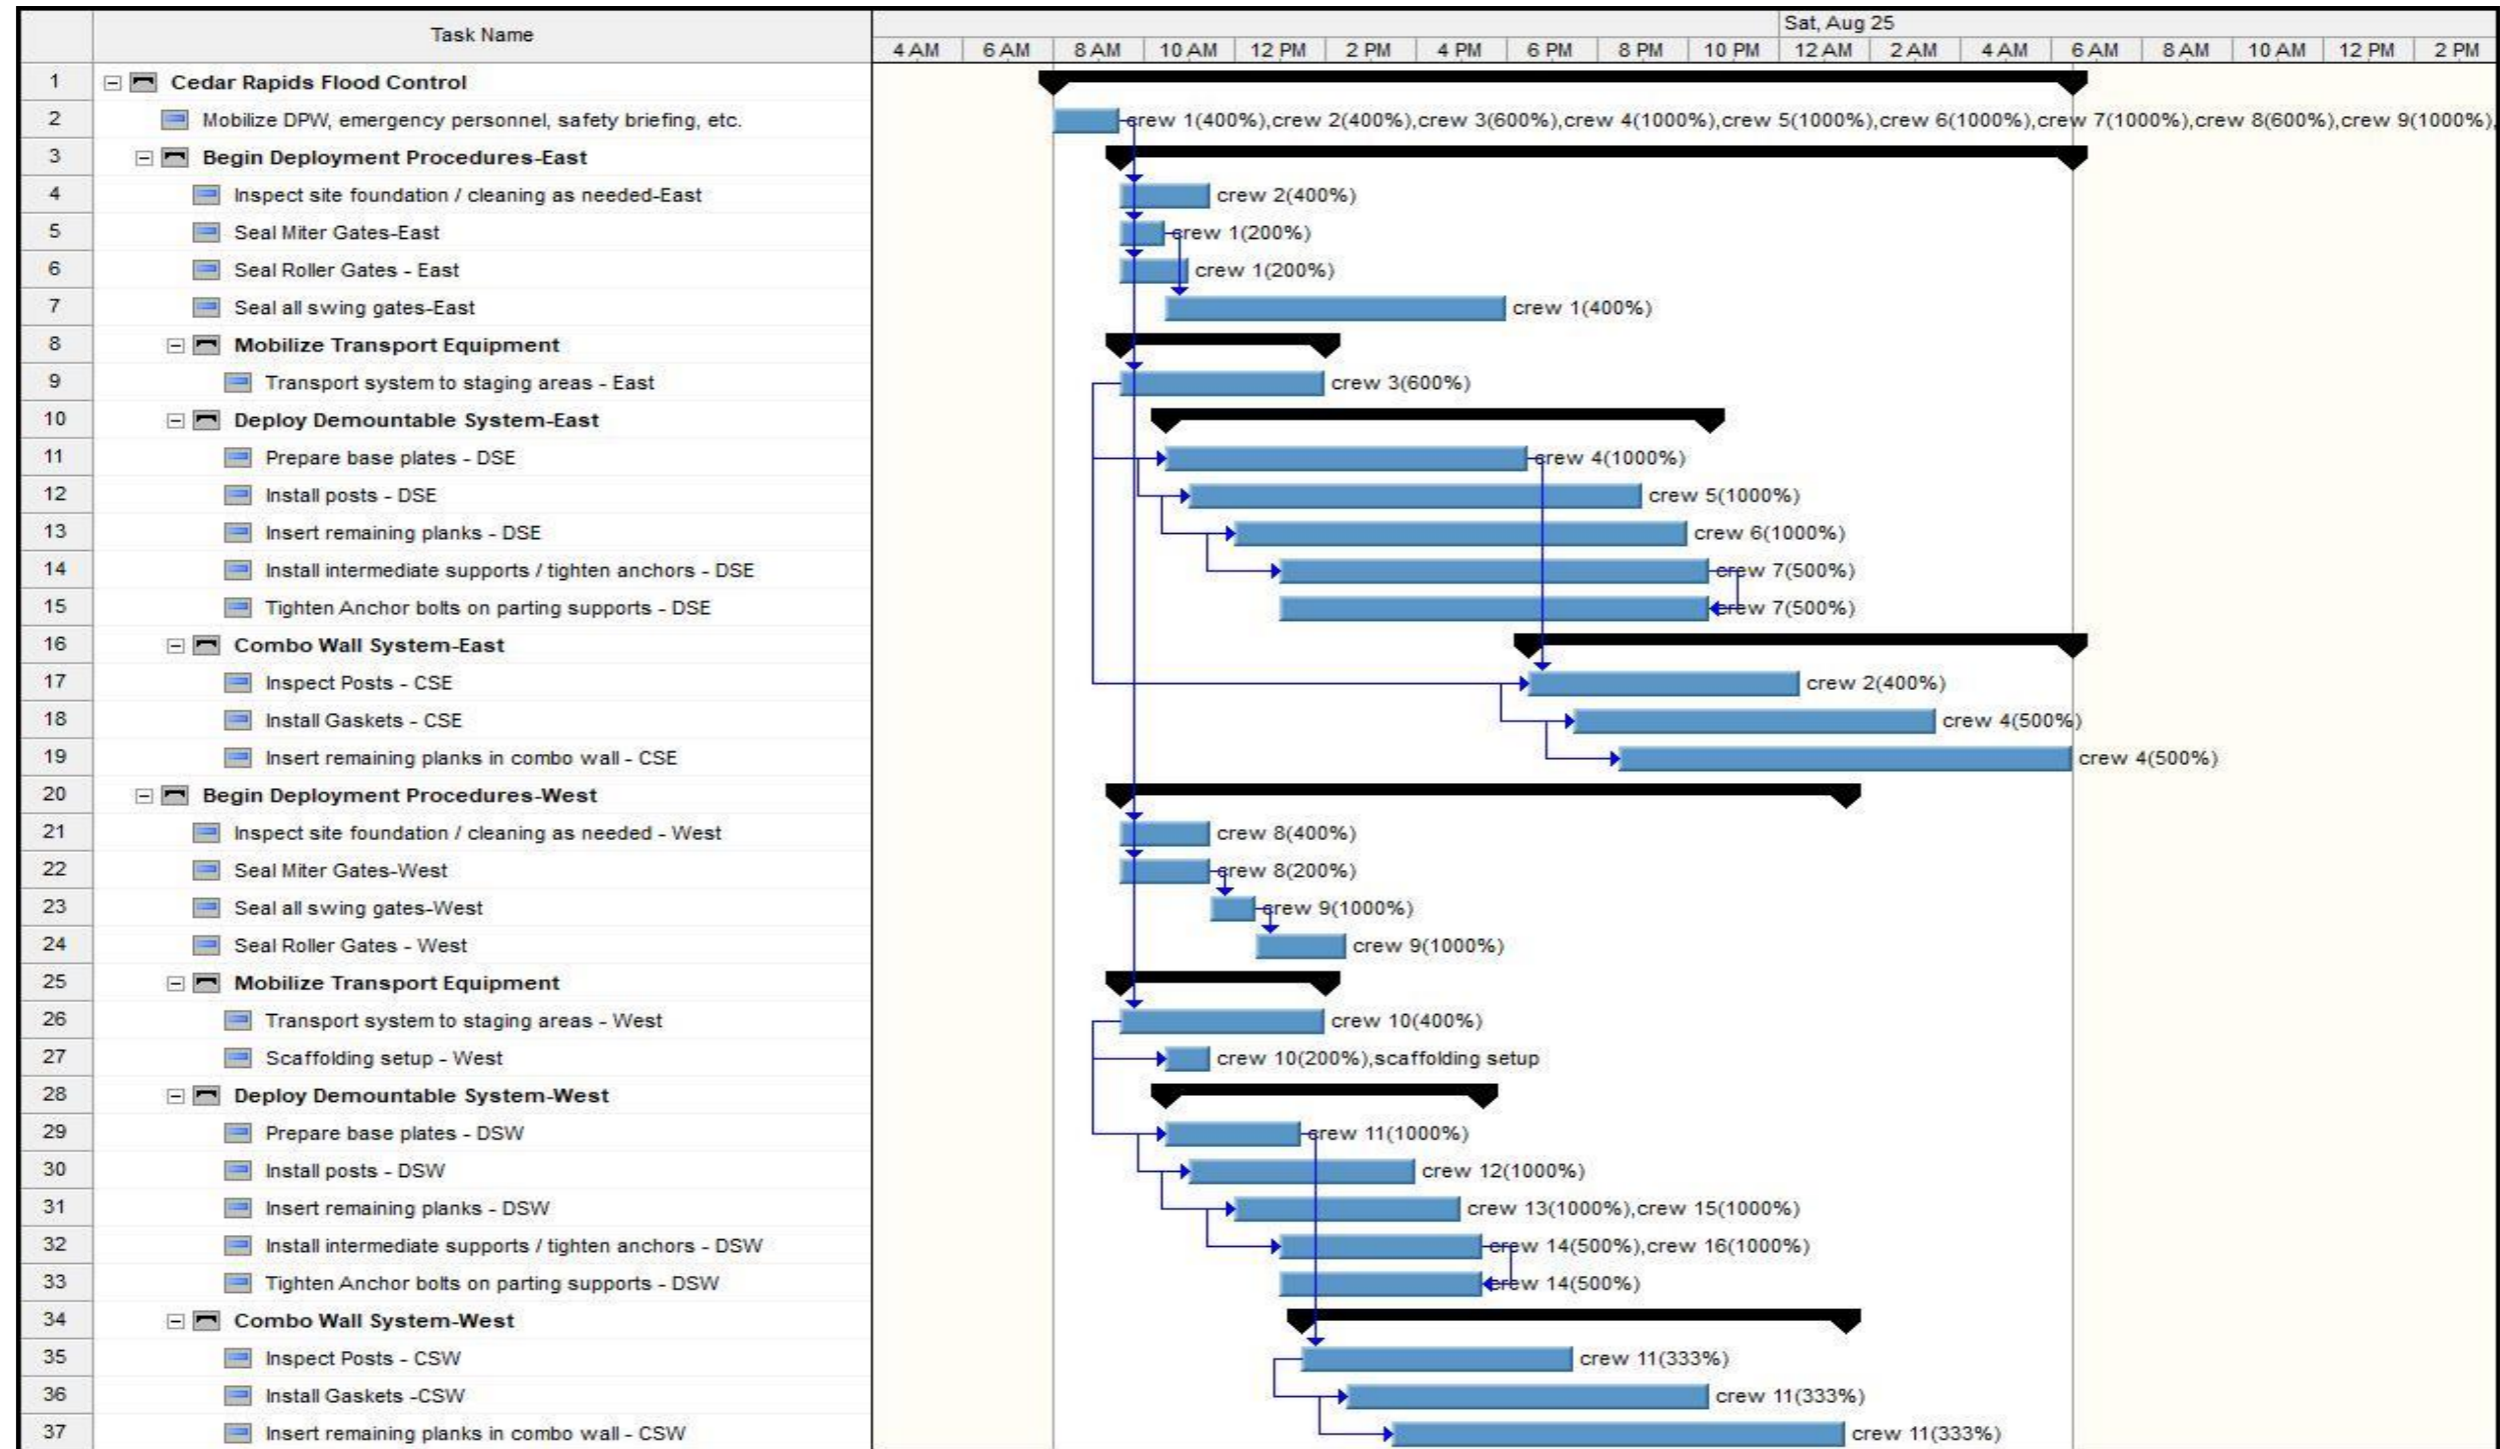 Task Name
Sat, Aug 25
4 AM 6 AM 8 AM 10 AM 12 PM 2 PM 4 PM 6 PM 8 PM 10 PM 12 AM 2 AM 4 AM 6 AM 8 AM 10 AM 12 PM 2 PM
1 Cedar Rapids Flood Control
2 Mobilize DPW, emergency personnel, safety briefing, etc. crew 1(400%),crew 2(400%),crew 3(600%),crew 4(1000%),crew 5(1000%),crew 6(1000%),crew 7(1000%),crew 8(600%),crew 9(1000%),
3 Begin Deployment Procedures-East
4 Inspect site foundation / cleaning as needed-East crew 2(400%)
5 Seal Miter Gates-East crew 1(200%)
6 Seal Roller Gates - East crew 1(200%)
7 Seal all swing gates-East crew 1(400%)
8 Mobilize Transport Equipment
9 Transport system to staging areas - East crew 3(600%)
10 Deploy Demountable System-East
11 Prepare base plates - DSE crew 4(1000%)
12 Install posts - DSE crew 5(1000%)
13 Insert remaining planks - DSE crew 6(1000%)
14 Install intermediate supports / tighten anchors - DSE crew 7(500%)
15 Tighten Anchor bolts on parting supports - DSE crew 7(500%)
16 Combo Wall System-East
17 Inspect Posts - CSE crew 2(400%)
18 Install Gaskets - CSE crew 4(500%)
19 Insert remaining planks in combo wall - CSE crew 4(500%)
20 Begin Deployment Procedures-West
21 Inspect site foundation / cleaning as needed - West crew 8(400%)
22 Seal Miter Gates-West crew 8(200%)
23 Seal all swing gates-West crew 9(1000%)
24 Seal Roller Gates - West crew 9(1000%)
25 Mobilize Transport Equipment
26 Transport system to staging areas - West crew 10(400%)
27 Scaffolding setup - West crew 10(200%),scaffolding setup
28 Deploy Demountable System-West
29 Prepare base plates - DSW crew 11(1000%)
30 Install posts - DSW crew 12(1000%)
31 Insert remaining planks - DSW crew 13(1000%),crew 15(1000%)
32 Install intermediate supports / tighten anchors - DSW crew 14(500%),crew 16(1000%)
33 Tighten Anchor bolts on parting supports - DSW crew 14(500%)
34 Combo Wall System-West
35 Inspect Posts - CSW crew 11(333%)
36 Install Gaskets -CSW crew 11(333%)
37 Insert remaining planks in combo wall - CSW crew 11(333%)